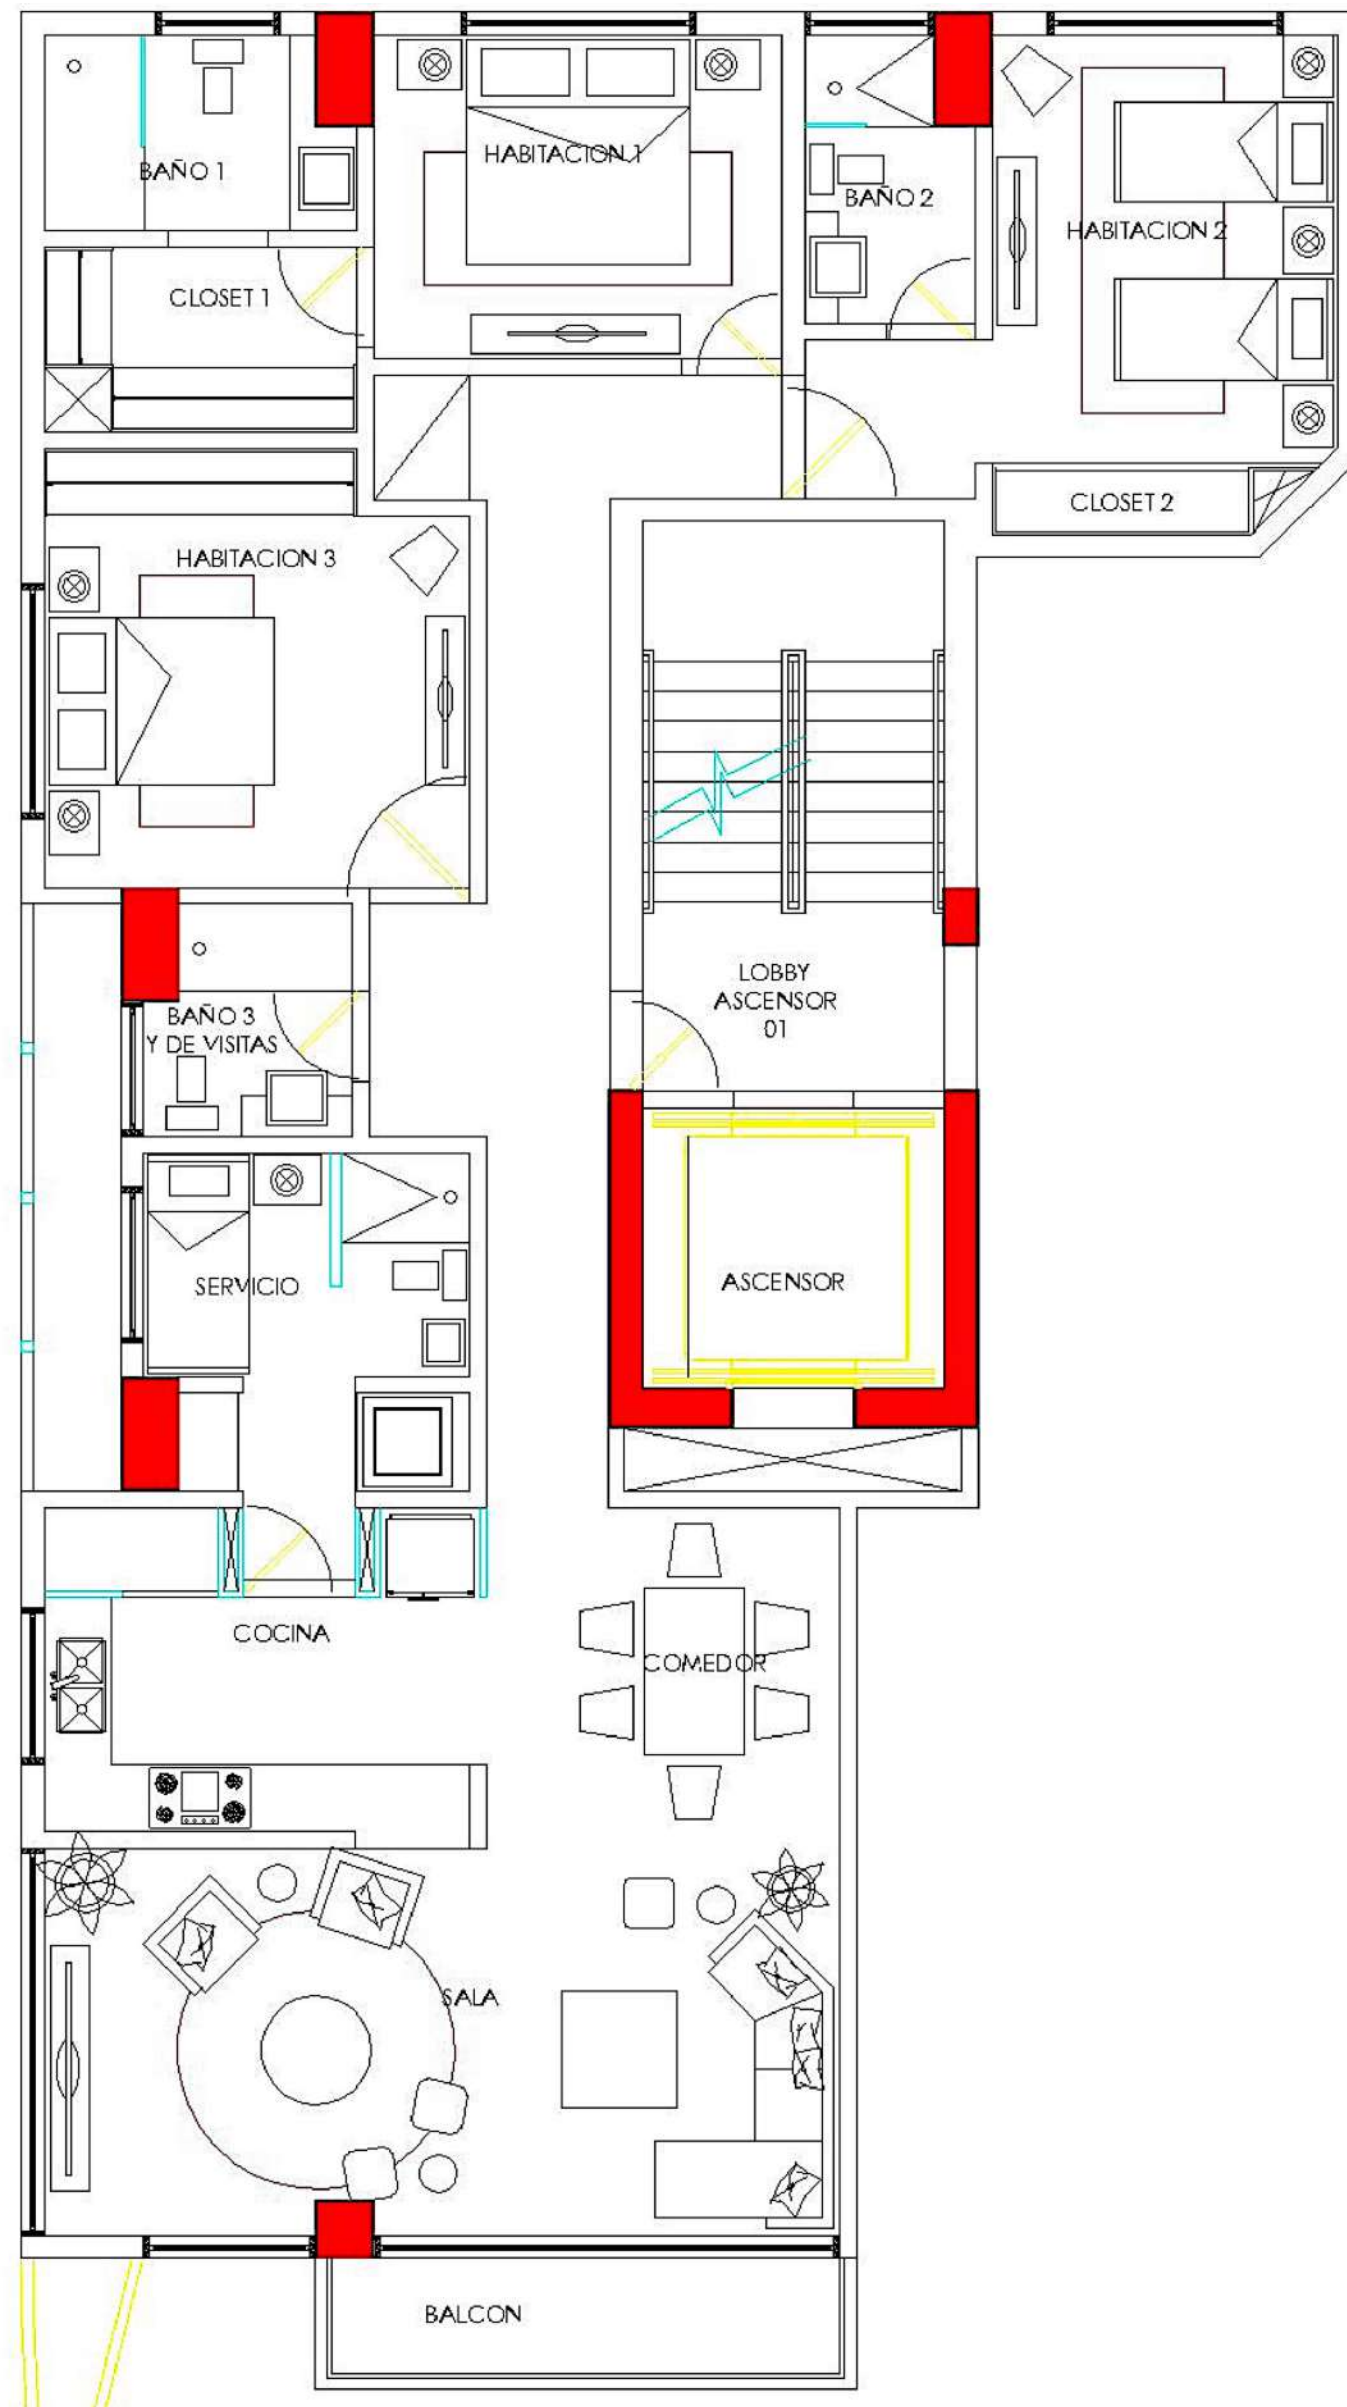 BAÑO 1
HABITACION 1
BAÑO 2
HABITACION 2
CLOSET 1
CLOSET 2
HABITACION 3
LOBBY
ASCENSOR
01
BAÑO 3
Y DE VISITAS
SERVICIO
ASCENSOR
COCINA
COMEDOR
SALA
BALCON